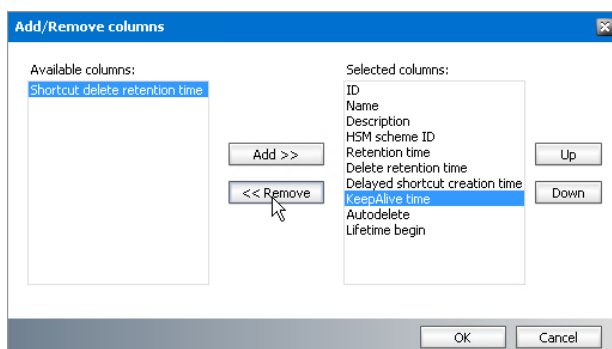 Add/Remove columns
Available columns:
Shortcut delete retention time
Add >>
<< Remove
Selected columns:
ID
Name
Description
HSM scheme ID
Retention time
Delete retention time
Delayed shortcut creation time
KeepAlive time
Autodelete
Lifetime begin
Up
Down
OK
Cancel